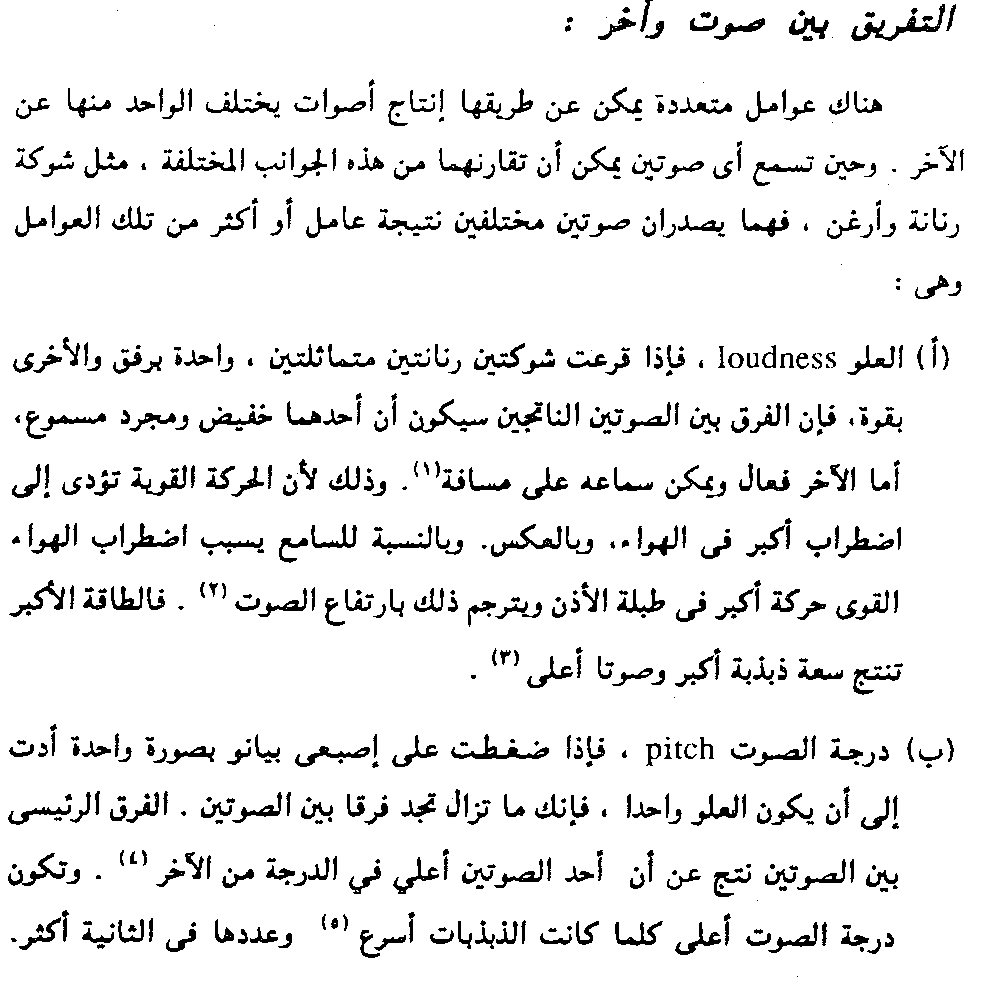 التفريق بين صوت وآخر :
هناك عوامل متعددة يمكن عن طريقها إنتاج أصوات يختلف الواحد منها عن
الآخر . وحين تسمع أى صوتين يمكن أن تقارنهما من هذه الجوانب المختلفة ، مثل شوكة
رنانة وأرغن ، فهما يصدران صوتين مختلفين نتيجة عامل أو أكثر من تلك العوامل
وهى :
(أ) العلو loudness ، فإذا قرعت شوكتين رنانتين متماثلتين ، واحدة برفق والأخرى
بقوة، فإن الفرق بين الصوتين الناتجين سيكون أن أحدهما خفيض ومجرد مسموع،
أما الآخر فعال ويمكن سماعه على مسافة(١). وذلك لأن الحركة القوية تؤدى إلى
اضطراب أكبر فى الهواء، وبالعكس. وبالنسبة للسامع يسبب اضطراب الهواء
القوى حركة أكبر فى طبلة الأذن ويترجم ذلك بارتفاع الصوت (٢) . فالطاقة الأكبر
تنتج سعة ذبذبة أكبر وصوتا أعلى (٣) .
(ب) درجة الصوت pitch ، فإذا ضغطت على إصبعى بيانو بصورة واحدة أدت
إلى أن يكون العلو واحدا ، فإنك ما تزال تجد فرقا بين الصوتين . الفرق الرئيسى
بين الصوتين نتج عن أن أحد الصوتين أعلي في الدرجة من الآخر (٤) . وتكون
درجة الصوت أعلى كلما كانت الذبذبات أسرع (٥) وعددها فى الثانية أكثر.